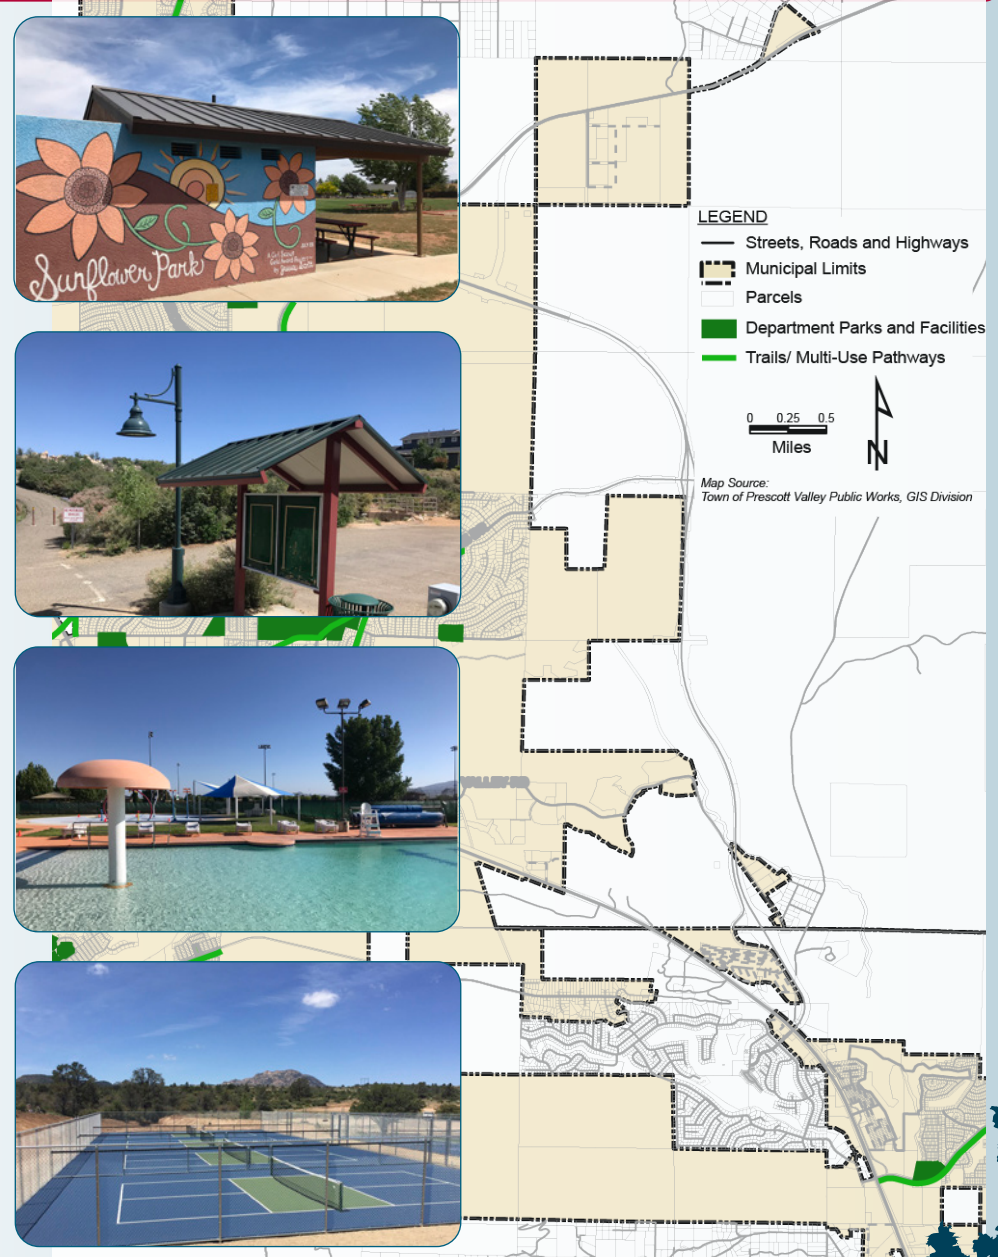 Sunflower Park
LEGEND
Streets, Roads and Highways
Municipal Limits
Parcels
Department Parks and Facilities
Trails/ Multi-Use Pathways
0 0.25 0.5
Miles
N
Map Source:
Town of Prescott Valley Public Works, GIS Division